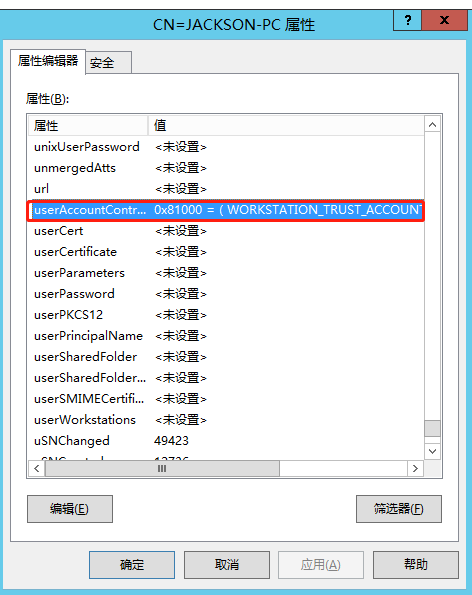 CN=JACKSON-PC 属性
?
x
属性编辑器 安全
属性(B):
属性 值
unixUserPassword <未设置>
unmergedAtts <未设置>
url <未设置>
userAccountContr... 0x81000 = ( WORKSTATION_TRUST_ACCOUNT
userCert <未设置>
userCertificate <未设置>
userParameters <未设置>
userPassword <未设置>
userPKCS12 <未设置>
userPrincipalName <未设置>
userSharedFolder <未设置>
userSharedFolder... <未设置>
userSMIMECertifi... <未设置>
userWorkstations <未设置>
uSNChanged 49423
编辑(E) 筛选器(F)
确定 取消 应用(A) 帮助